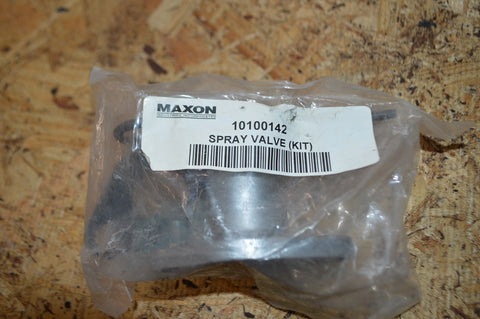 MAXON
10100142
SPRAY VALVE (KIT)